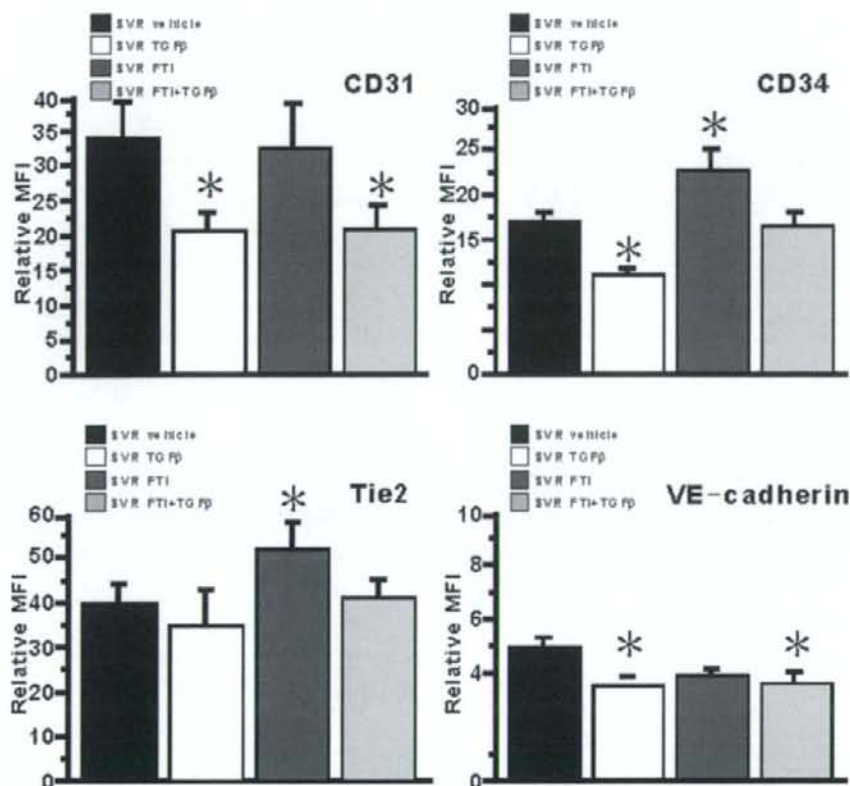 SVR vehicle
SVR TGFβ
SVR FTI
SVR FTI+TGFβ
CD31
Relative MFI
40
35
30
25
20
15
10
5
0
*
*
SVR vehicle
SVR TGFβ
SVR FTI
SVR FTI+TGFβ
CD34
Relative MFI
30
25
20
15
0
*
*
SVR vehicle
SVR TGFβ
SVR FTI
SVR FTI+TGFβ
Tie2
Relative MFI
60
50
40
30
20
10
0
*
SVR vehicle
SVR TGFβ
SVR FTI
SVR FTI+TGFβ
VE-cadherin
Relative MFI
10
8
6
4
0
*
*